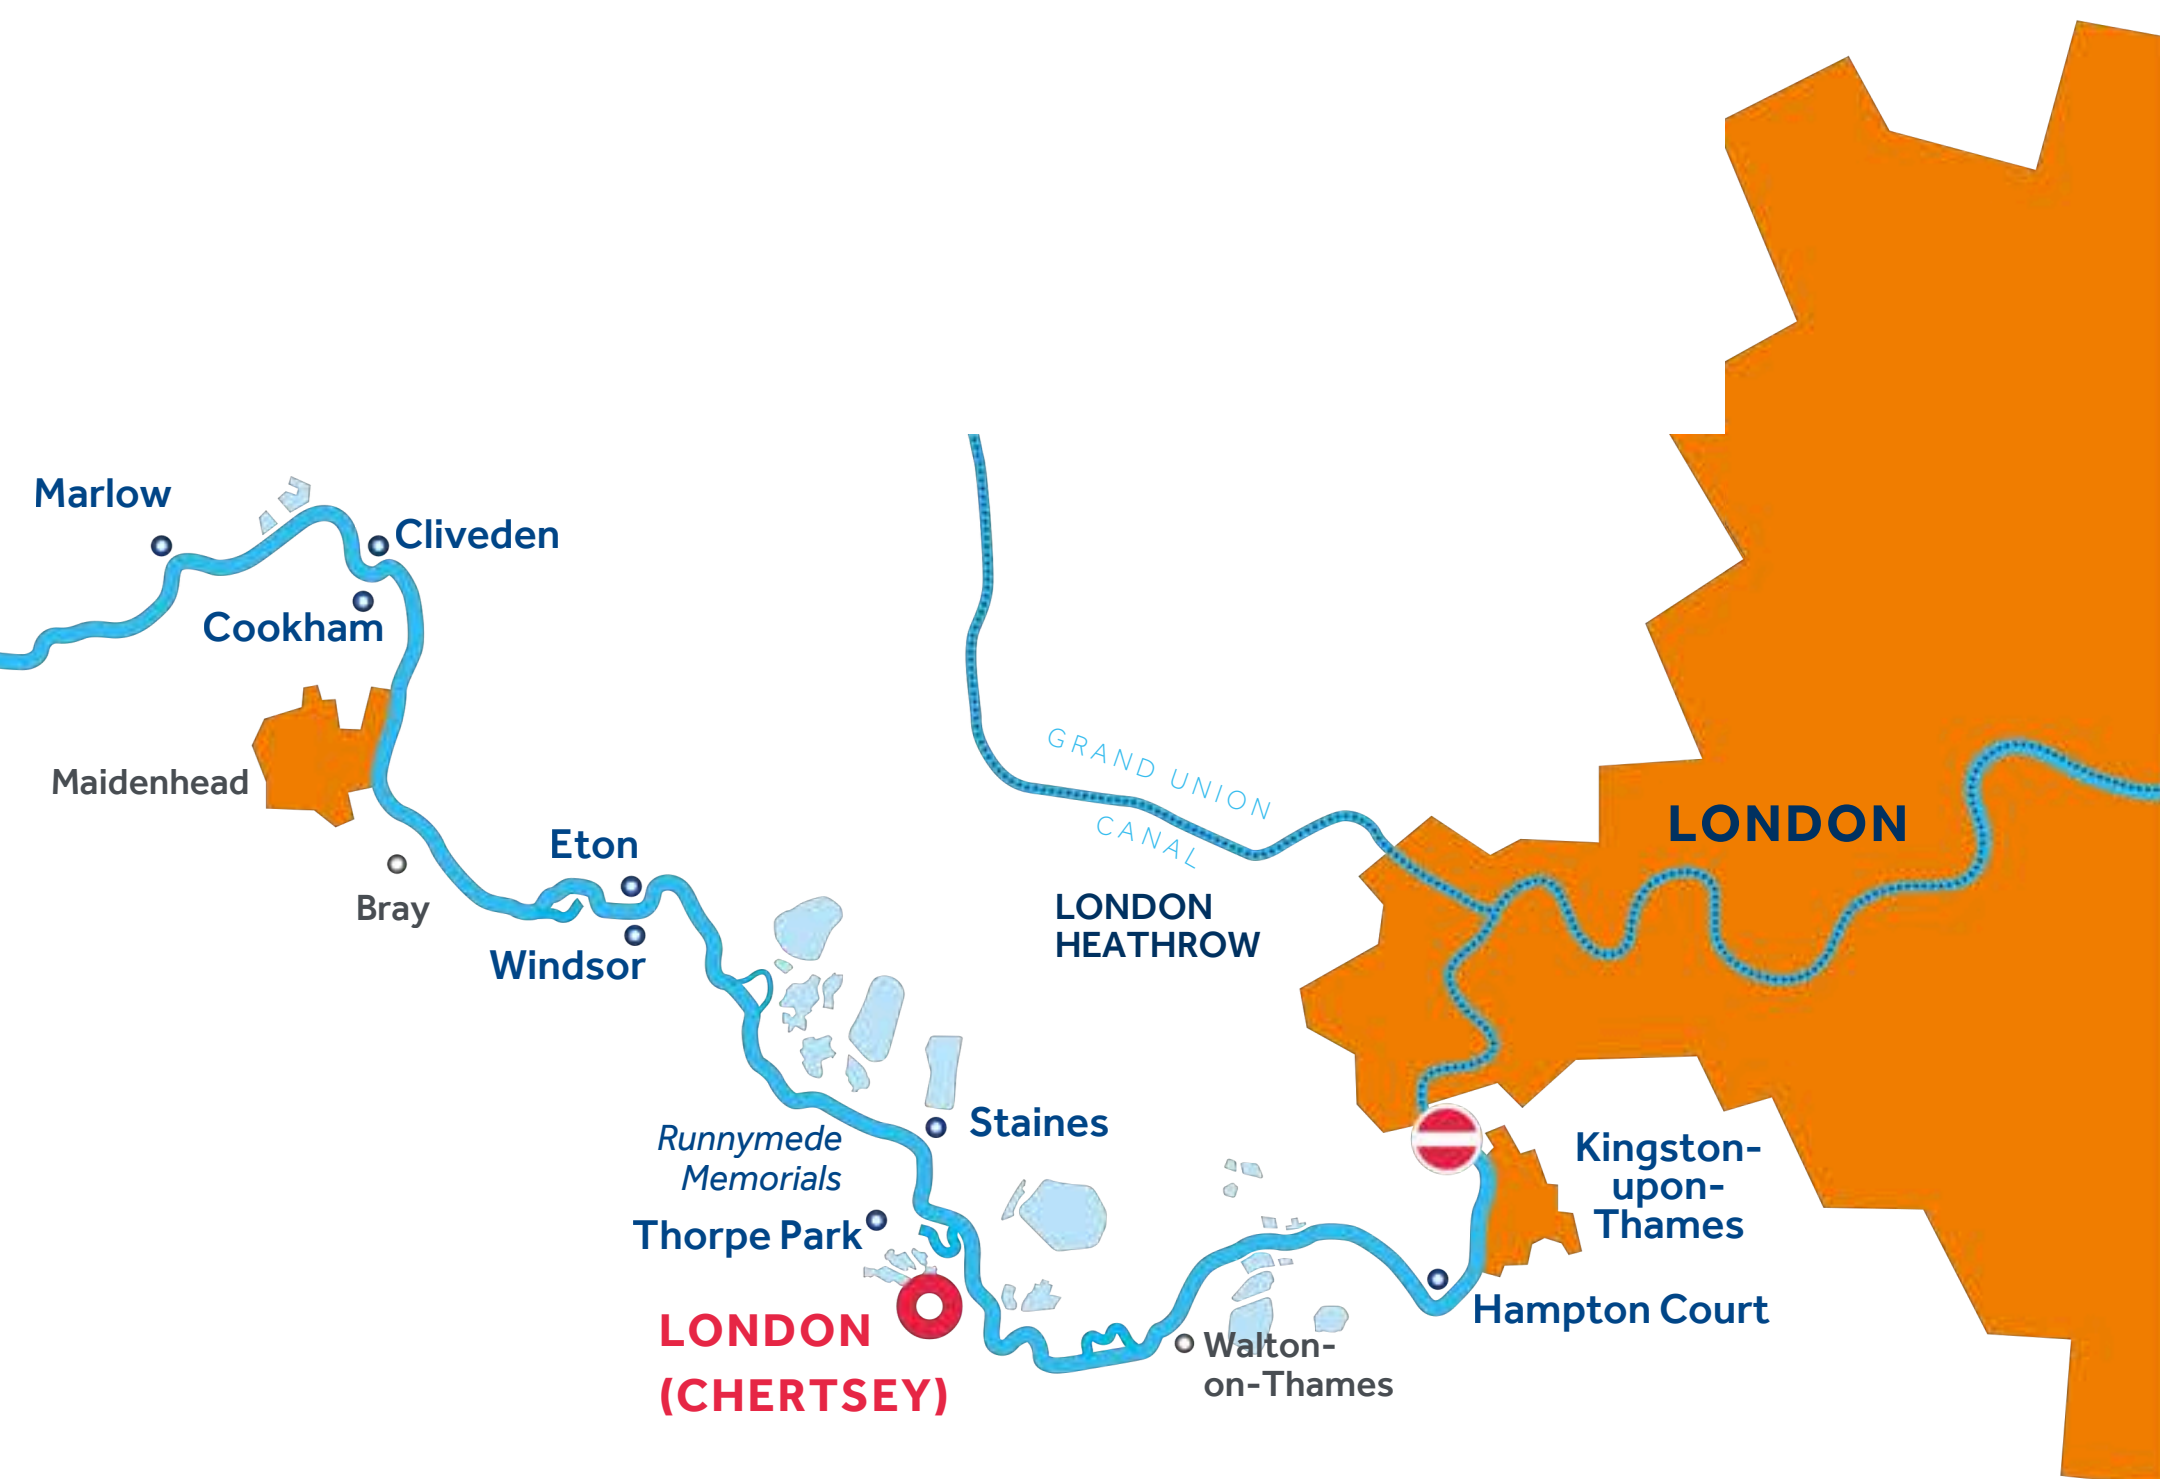 Marlow
Cliveden
Cookham
Maidenhead
Bray
Eton
Windsor
GRAND UNION
CANAL
LONDON
LONDON
HEATHROW
Staines
Runnymede
Memorials
Thorpe Park
LONDON
(CHERTSEY)
Kingston-
upon-
Thames
Hampton Court
Walton-
on-Thames